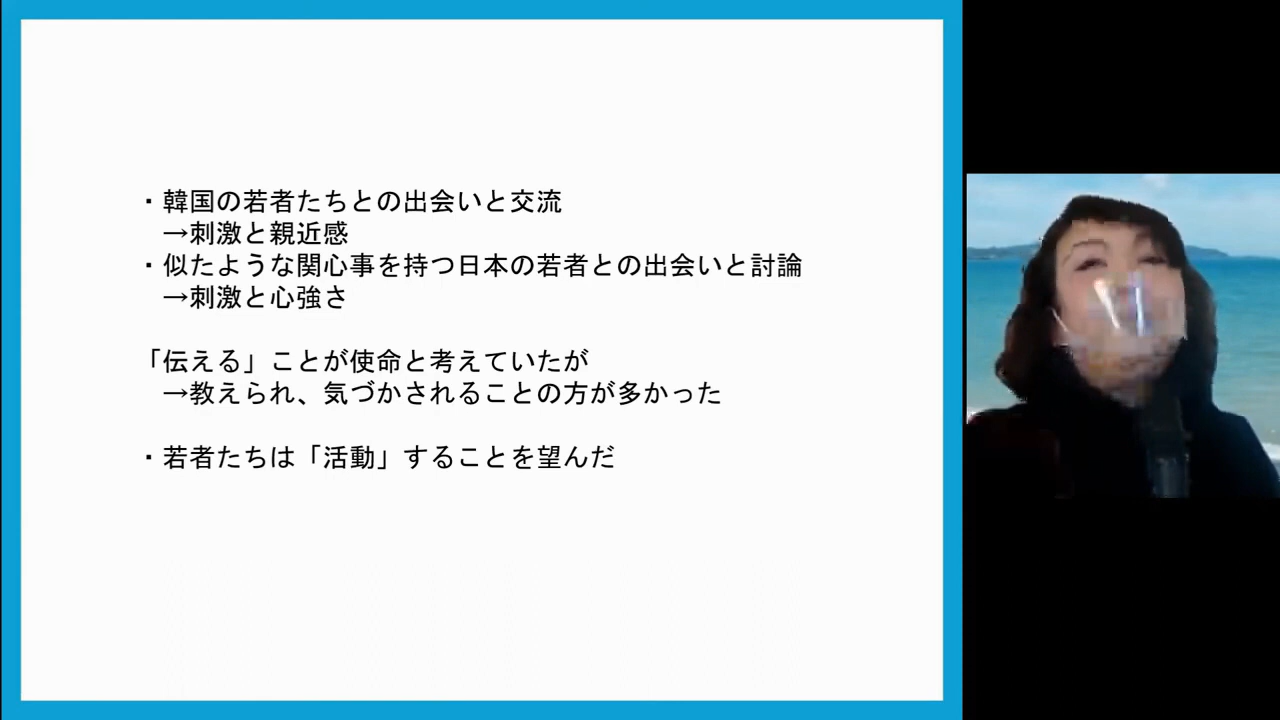 ・韓国の若者たちとの出会いと交流
→刺激と親近感
・似たような関心事を持つ日本の若者との出会いと討論
→刺激と心強さ
「伝える」ことが使命と考えていたが
→教えられ、気づかされることの方が多かった
・若者たちは「活動」することを望んだ